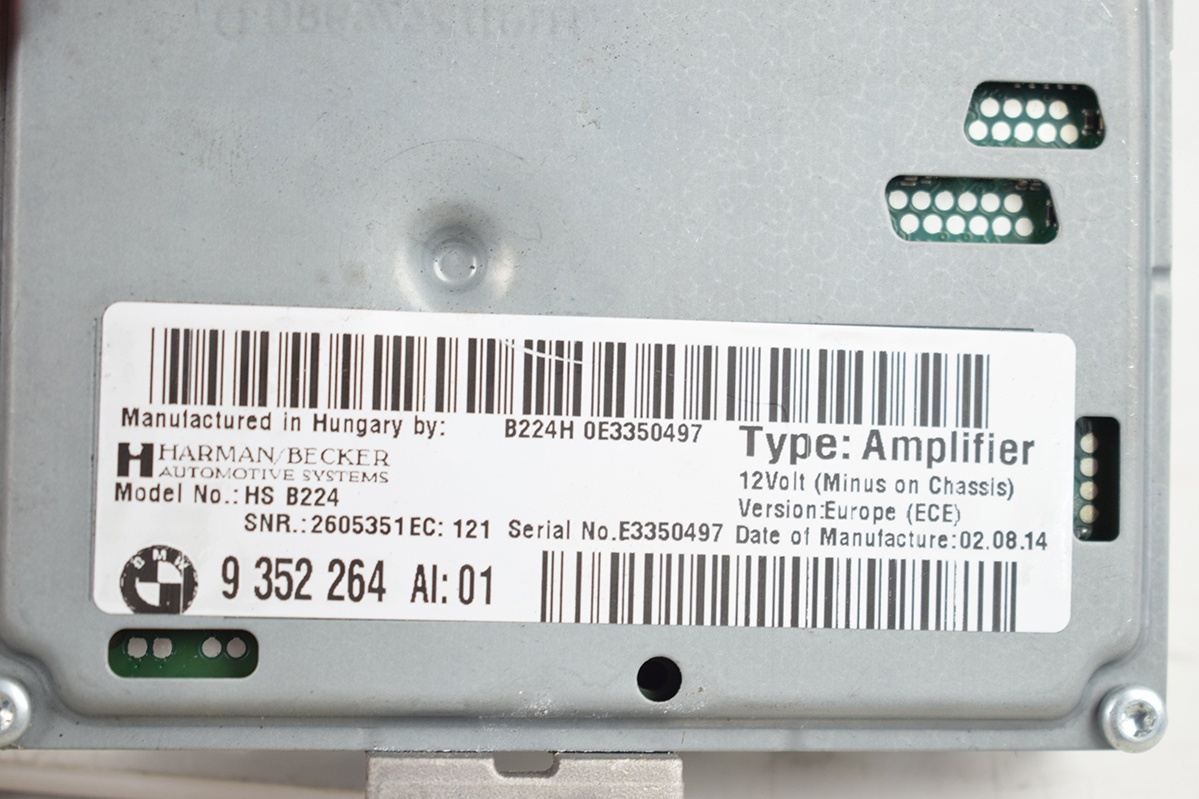 Manufactured in Hungary by:
B224H 0E3350497
HARMAN/BECKER
AUTOMOTIVE SYSTEMS
Type: Amplifier
12Volt (Minus on Chassis)
Model No.: HS B224
Version:Europe (ECE)
SNR.:2605351EC: 121 Serial No.E3350497 Date of Manufacture:02.08.14
BMW
9 352 264 AI:01